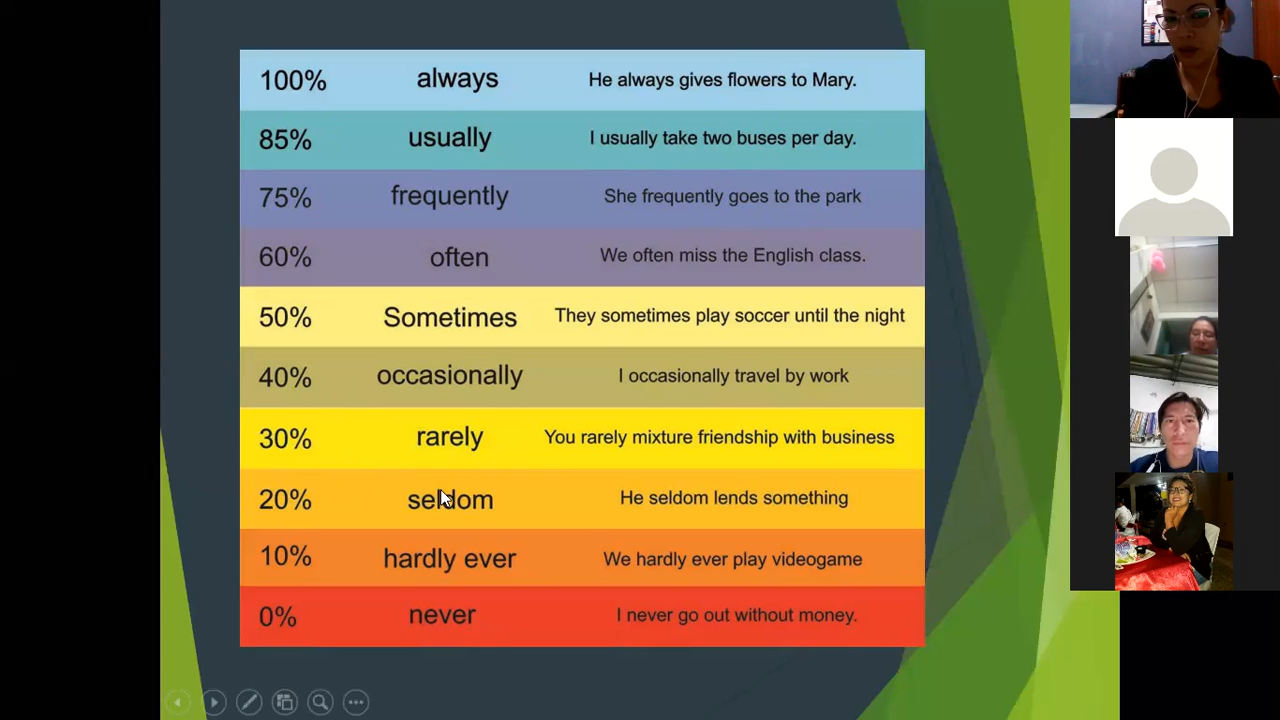 100% always He always gives flowers to Mary.
85% usually I usually take two buses per day.
75% frequently She frequently goes to the park
60% often We often miss the English class.
50% Sometimes They sometimes play soccer until the night
40% occasionally I occasionally travel by work
30% rarely You rarely mixture friendship with business
20% seldom He seldom lends something
10% hardly ever We hardly ever play videogame
0% never I never go out without money.